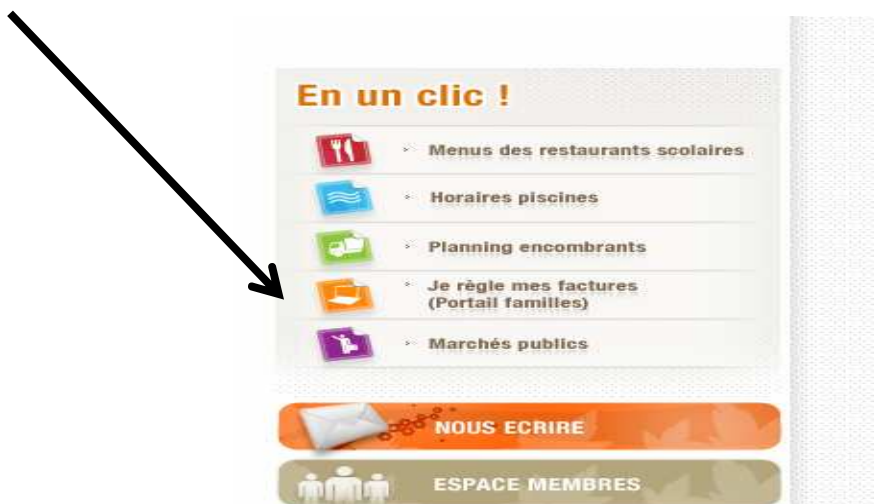 En un clic !
Menus des restaurants scolaires
Horaires piscines
Planning encombrants
Je règle mes factures
(Portail familles)
Marchés publics
NOUS ECRIRE
ESPACE MEMBRES